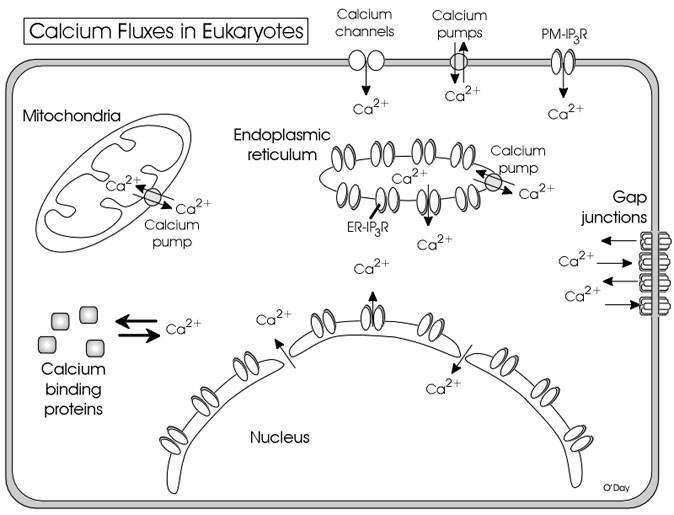 Calcium Fluxes in Eukaryotes
Calcium
channels
Calcium
pumps
PM-IP₃R
Ca²⁺
Ca²⁺
Ca²⁺
Mitochondria
Ca²⁺
Ca²⁺
Calcium
pump
Endoplasmic
reticulum
Calcium
pump
Ca²⁺
Ca²⁺
ER-IP₃R
Ca²⁺
Gap
junctions
Ca²⁺
Ca²⁺
Ca²⁺
Ca²⁺
Ca²⁺
Ca²⁺
Calcium
binding
proteins
Nucleus
O'Day